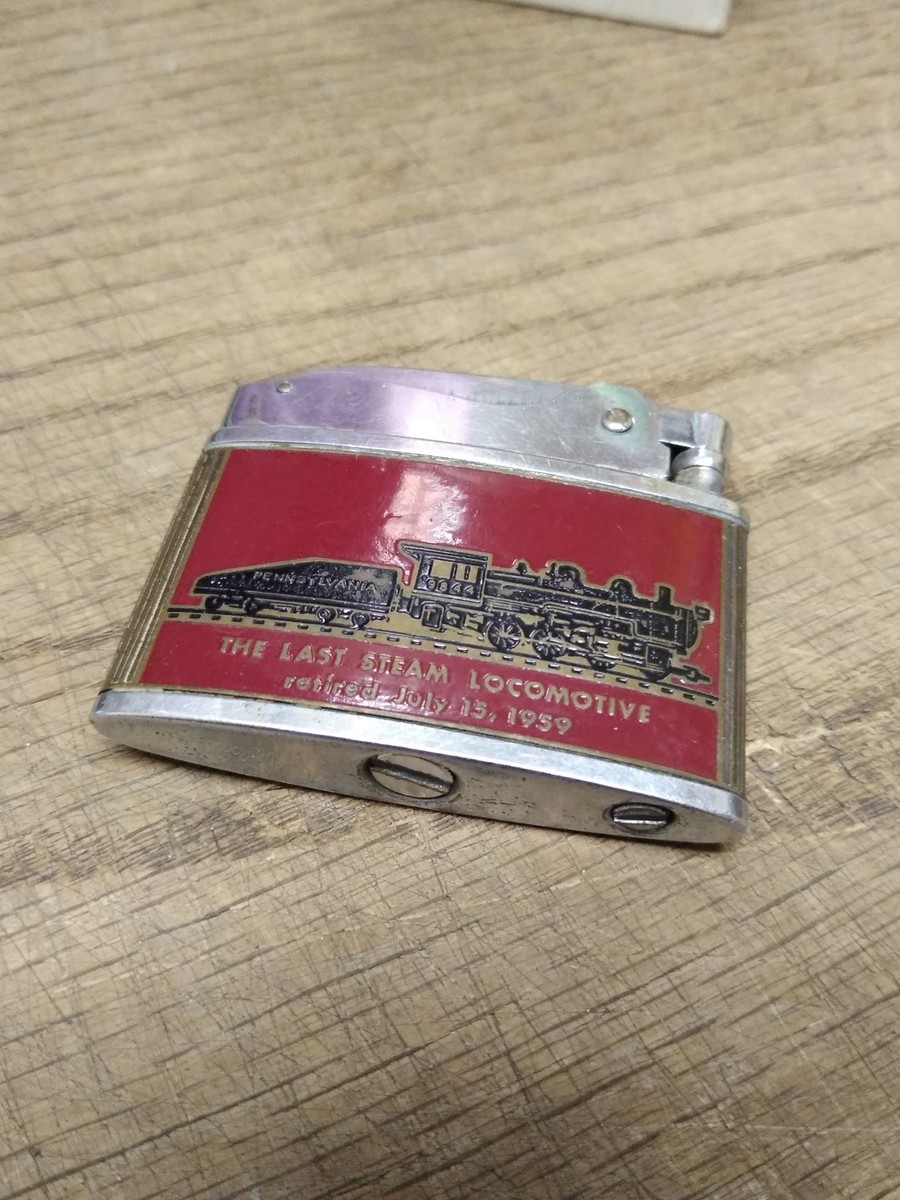 PENNSYLVANIA
THE LAST STEAM LOCOMOTIVE
retired July 15, 1959